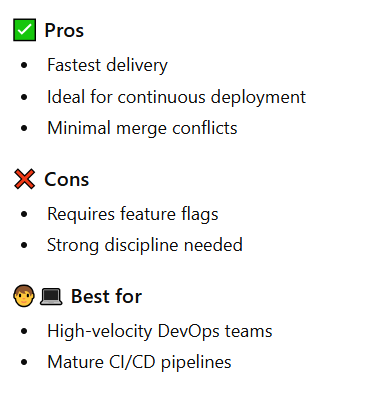 ✅ Pros
• Fastest delivery
• Ideal for continuous deployment
• Minimal merge conflicts
❌ Cons
• Requires feature flags
• Strong discipline needed
🧑💻 Best for
• High-velocity DevOps teams
• Mature CI/CD pipelines